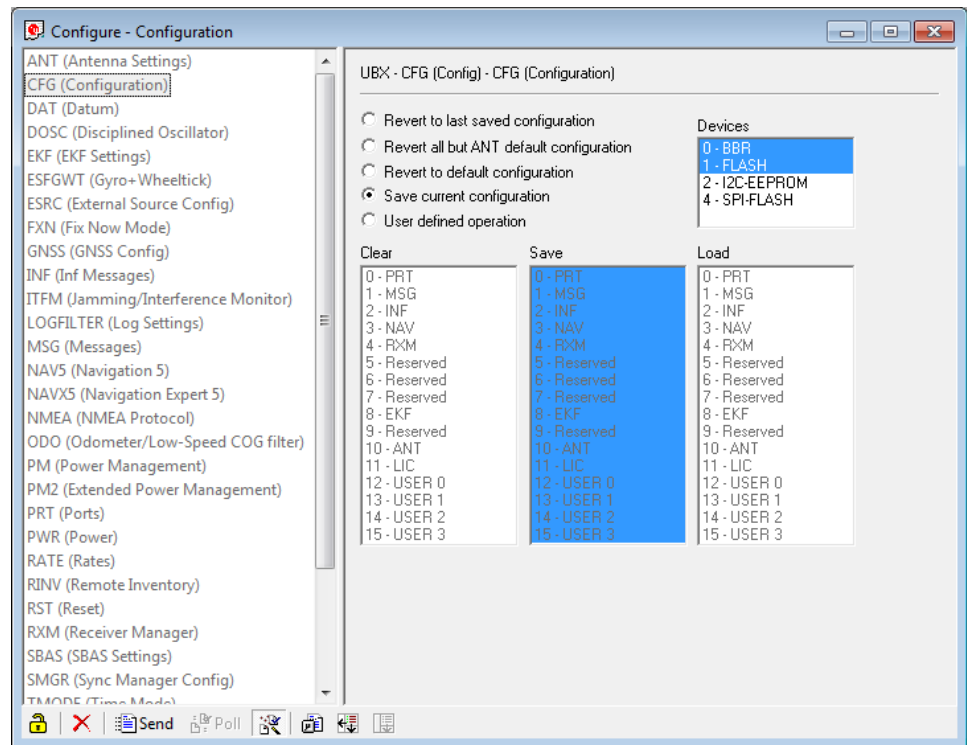 Configure - Configuration
ANT (Antenna Settings)
CFG (Configuration)
DAT (Datum)
DOSC (Disciplined Oscillator)
EKF (EKF Settings)
ESFGWT (Gyro+Wheeltick)
ESRC (External Source Config)
FXN (Fix Now Mode)
GNSS (GNSS Config)
INF (Inf Messages)
ITFM (Jamming/Interference Monitor)
LOGFILTER (Log Settings)
MSG (Messages)
NAV5 (Navigation 5)
NAVX5 (Navigation Expert 5)
NMEA (NMEA Protocol)
ODO (Odometer/Low-Speed COG filter)
PM (Power Management)
PM2 (Extended Power Management)
PRT (Ports)
PWR (Power)
RATE (Rates)
RINV (Remote Inventory)
RST (Reset)
RXM (Receiver Manager)
SBAS (SBAS Settings)
SMGR (Sync Manager Config)
TMODE (Time Mode)
UBX - CFG (Config) - CFG (Configuration)
Revert to last saved configuration
Revert all but ANT default configuration
Revert to default configuration
Save current configuration
User defined operation
Devices
0 - BBR
1 - FLASH
2 - I2C-EEPROM
4 - SPI-FLASH
Clear
0 - PRT
1 - MSG
2 - INF
3 - NAV
4 - RXM
5 - Reserved
6 - Reserved
7 - Reserved
8 - EKF
9 - Reserved
10 - ANT
11 - LIC
12 - USER 0
13 - USER 1
14 - USER 2
15 - USER 3
Save
0 - PRT
1 - MSG
2 - INF
3 - NAV
4 - RXM
5 - Reserved
6 - Reserved
7 - Reserved
8 - EKF
9 - Reserved
10 - ANT
11 - LIC
12 - USER 0
13 - USER 1
14 - USER 2
15 - USER 3
Load
0 - PRT
1 - MSG
2 - INF
3 - NAV
4 - RXM
5 - Reserved
6 - Reserved
7 - Reserved
8 - EKF
9 - Reserved
10 - ANT
11 - LIC
12 - USER 0
13 - USER 1
14 - USER 2
15 - USER 3
Send
Poll